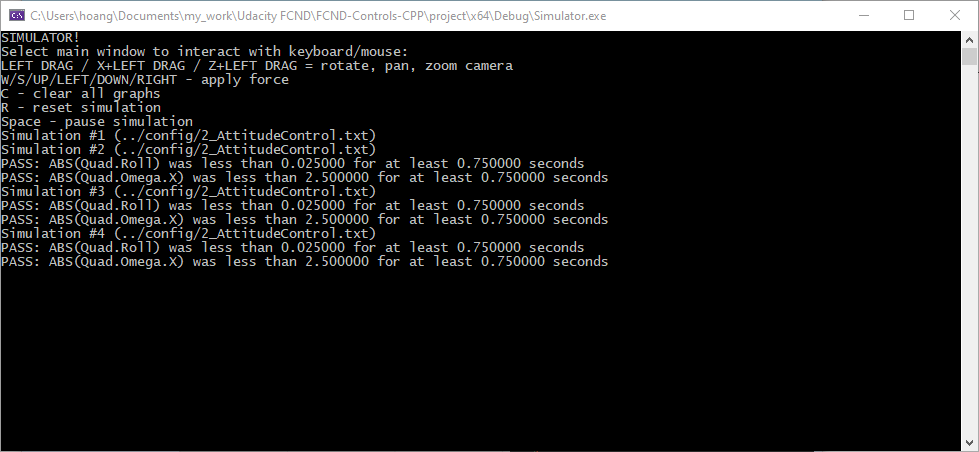 C:\Users\hoang\Documents\my_work\Udacity FCND\FCND-Controls-CPP\project\x64\Debug\Simulator.exe
SIMULATOR!
Select main window to interact with keyboard/mouse:
LEFT DRAG / X+LEFT DRAG / Z+LEFT DRAG = rotate, pan, zoom camera
W/S/UP/LEFT/DOWN/RIGHT - apply force
C - clear all graphs
R - reset simulation
Space - pause simulation
Simulation #1 (../config/2_AttitudeControl.txt)
Simulation #2 (../config/2_AttitudeControl.txt)
PASS: ABS(Quad.Roll) was less than 0.025000 for at least 0.750000 seconds
PASS: ABS(Quad.Omega.X) was less than 2.500000 for at least 0.750000 seconds
Simulation #3 (../config/2_AttitudeControl.txt)
PASS: ABS(Quad.Roll) was less than 0.025000 for at least 0.750000 seconds
PASS: ABS(Quad.Omega.X) was less than 2.500000 for at least 0.750000 seconds
Simulation #4 (../config/2_AttitudeControl.txt)
PASS: ABS(Quad.Roll) was less than 0.025000 for at least 0.750000 seconds
PASS: ABS(Quad.Omega.X) was less than 2.500000 for at least 0.750000 seconds